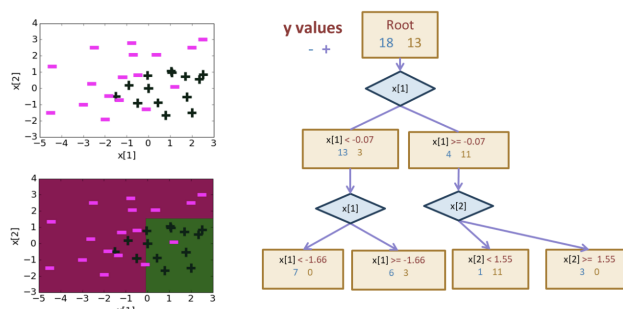 4
3
2
1
0
−1
−2
−3
x[2]
−5 −4 −3 −2 −1 0 1 2 3
x[1]
4
3
2
1
0
−1
−2
−3
x[2]
−5 −4 −3 −2 −1 0 1 2 3
x[1]
y values
- +
Root
18 13
x[1]
x[1] < -0.07
13 3
x[1] >= -0.07
4 11
x[1]
x[2]
x[1] < -1.66
7 0
x[1] >= -1.66
6 3
x[2] < 1.55
1 11
x[2] >= 1.55
3 0